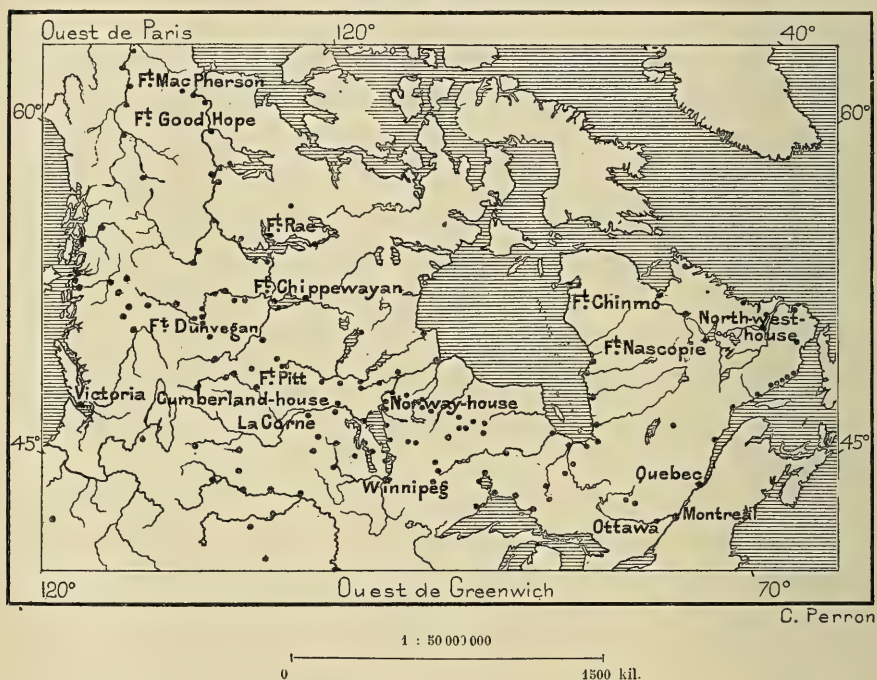 Ouest de Paris 120° 40°
Ft. MacPherson
60° 60°
Ft. Good Hope
Ft. Rae
Ft. Chippewayan
Ft. Chinmo
North-west-
house
Ft. Dunvegan
Ft. Nascopie
Ft. Pitt
Victoria
Cumberland-house
Norway-house
La Corne
45° 45°
Quebec
Winnipeg
Montreal
Ottawa
120° Ouest de Greenwich 70°
C. Perron
1 : 50 000 000
0 1500 kil.